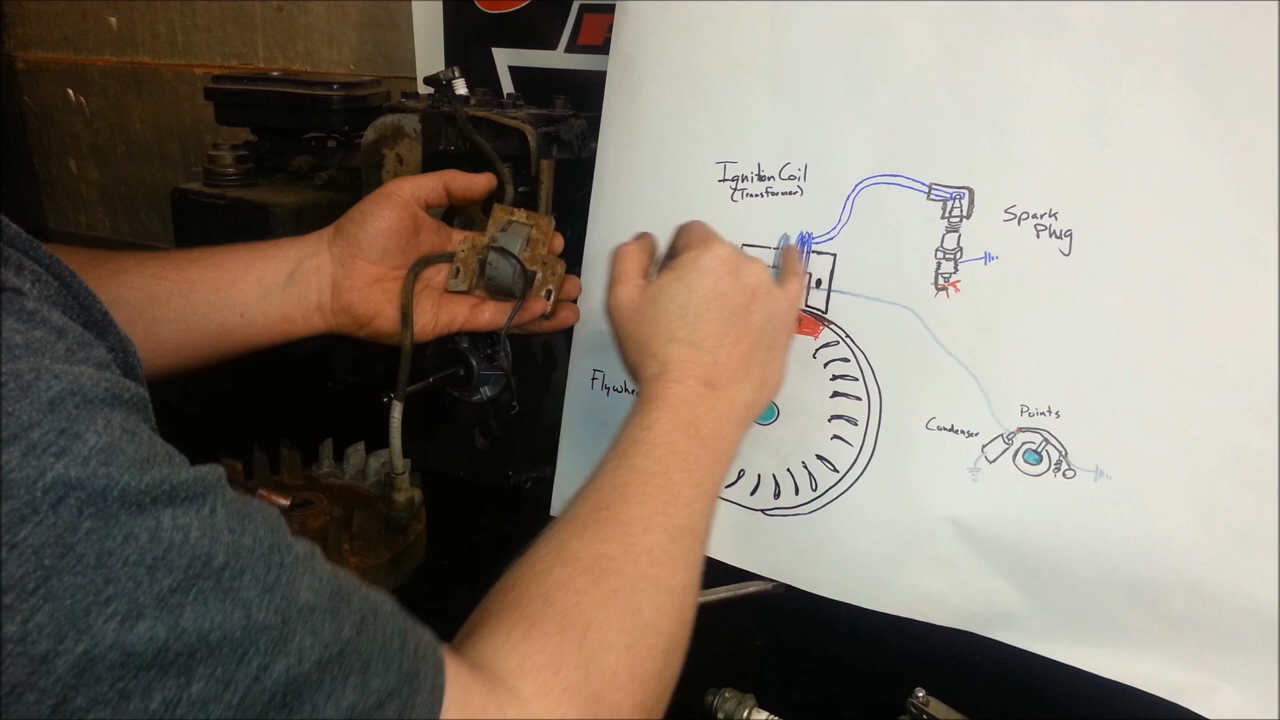 Ignition Coil
(Transformer)
Spark
Plug
Points
Condenser